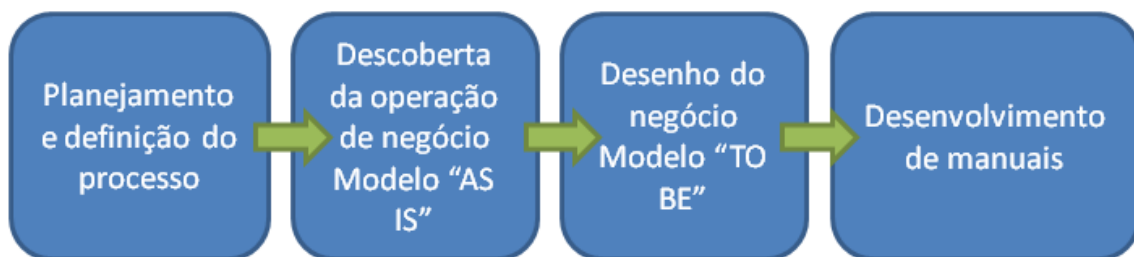 Planejamento
e definição do
processo
Descoberta
da operação
de negócio
Modelo “AS
IS”
Desenho do
negócio
Modelo “TO
BE”
Desenvolvimento
de manuais